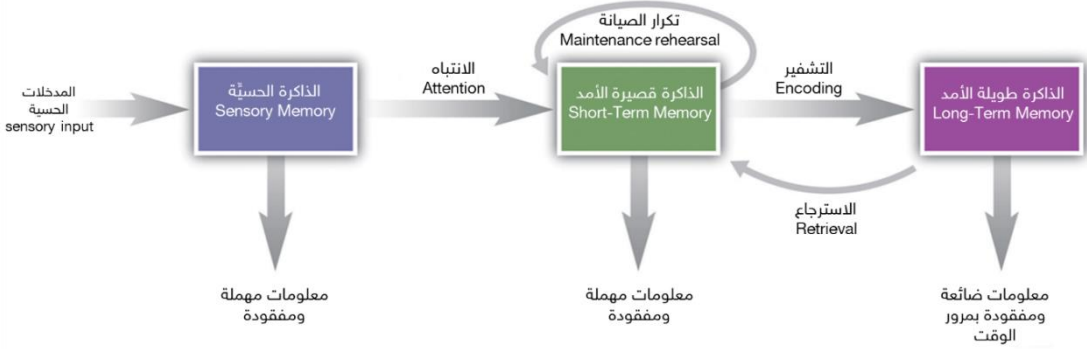 المدخلات
الحسية
sensory input
الذاكرة الحسيَّة
Sensory Memory
الانتباه
Attention
تكرار الصيانة
Maintenance rehearsal
الذاكرة قصيرة الأمد
Short-Term Memory
التشفير
Encoding
الذاكرة طويلة الأمد
Long-Term Memory
الاسترجاع
Retrieval
معلومات مهملة
ومفقودة
معلومات مهملة
ومفقودة
معلومات ضائعة
ومفقودة بمرور
الوقت